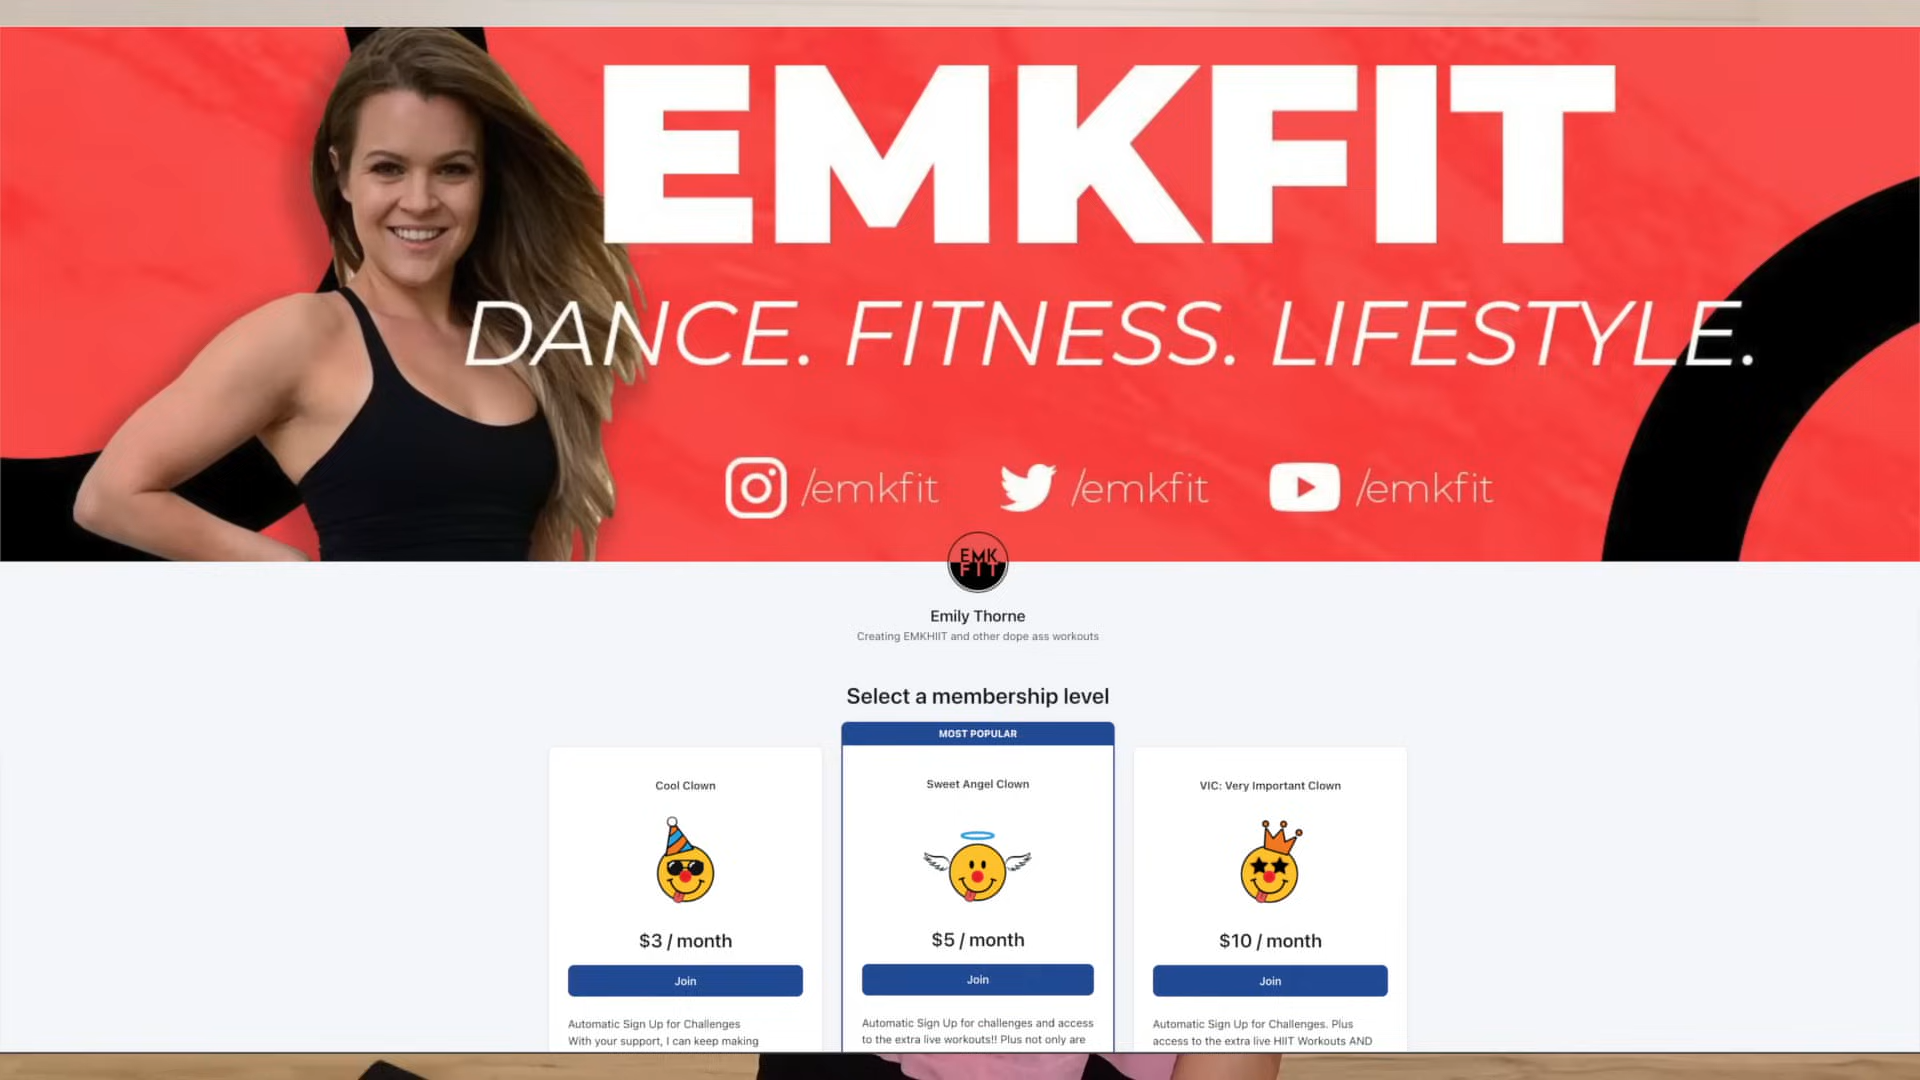 EMKFIT
DANCE. FITNESS. LIFESTYLE.
/emkfit /emkfit /emkfit
EMK
FIT
Emily Thorne
Creating EMKHIIT and other dope ass workouts
Select a membership level
MOST POPULAR
Cool Clown
$3 / month
Join
Automatic Sign Up for Challenges
With your support, I can keep making
Sweet Angel Clown
$5 / month
Join
Automatic Sign Up for challenges and access
to the extra live workouts!! Plus not only are
VIC: Very Important Clown
$10 / month
Join
Automatic Sign Up for Challenges. Plus
access to the extra live HIIT Workouts AND